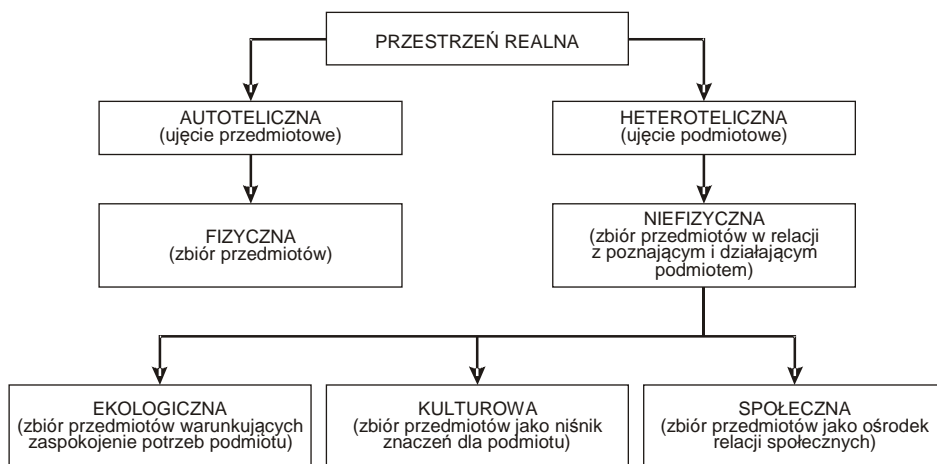 PRZESTRZEŃ REALNA
AUTOTELICZNA
(ujęcie przedmiotowe)
HETEROTELICZNA
(ujęcie podmiotowe)
FIZYCZNA
(zbiór przedmiotów)
NIEFIZYCZNA
(zbiór przedmiotów w relacji
z poznającym i działającym
podmiotem)
EKOLOGICZNA
(zbiór przedmiotów warunkujących
zaspokojenie potrzeb podmiotu)
KULTUROWA
(zbiór przedmiotów jako niśnik
znaczeń dla podmiotu)
SPOŁECZNA
(zbiór przedmiotów jako ośrodek
relacji społecznych)